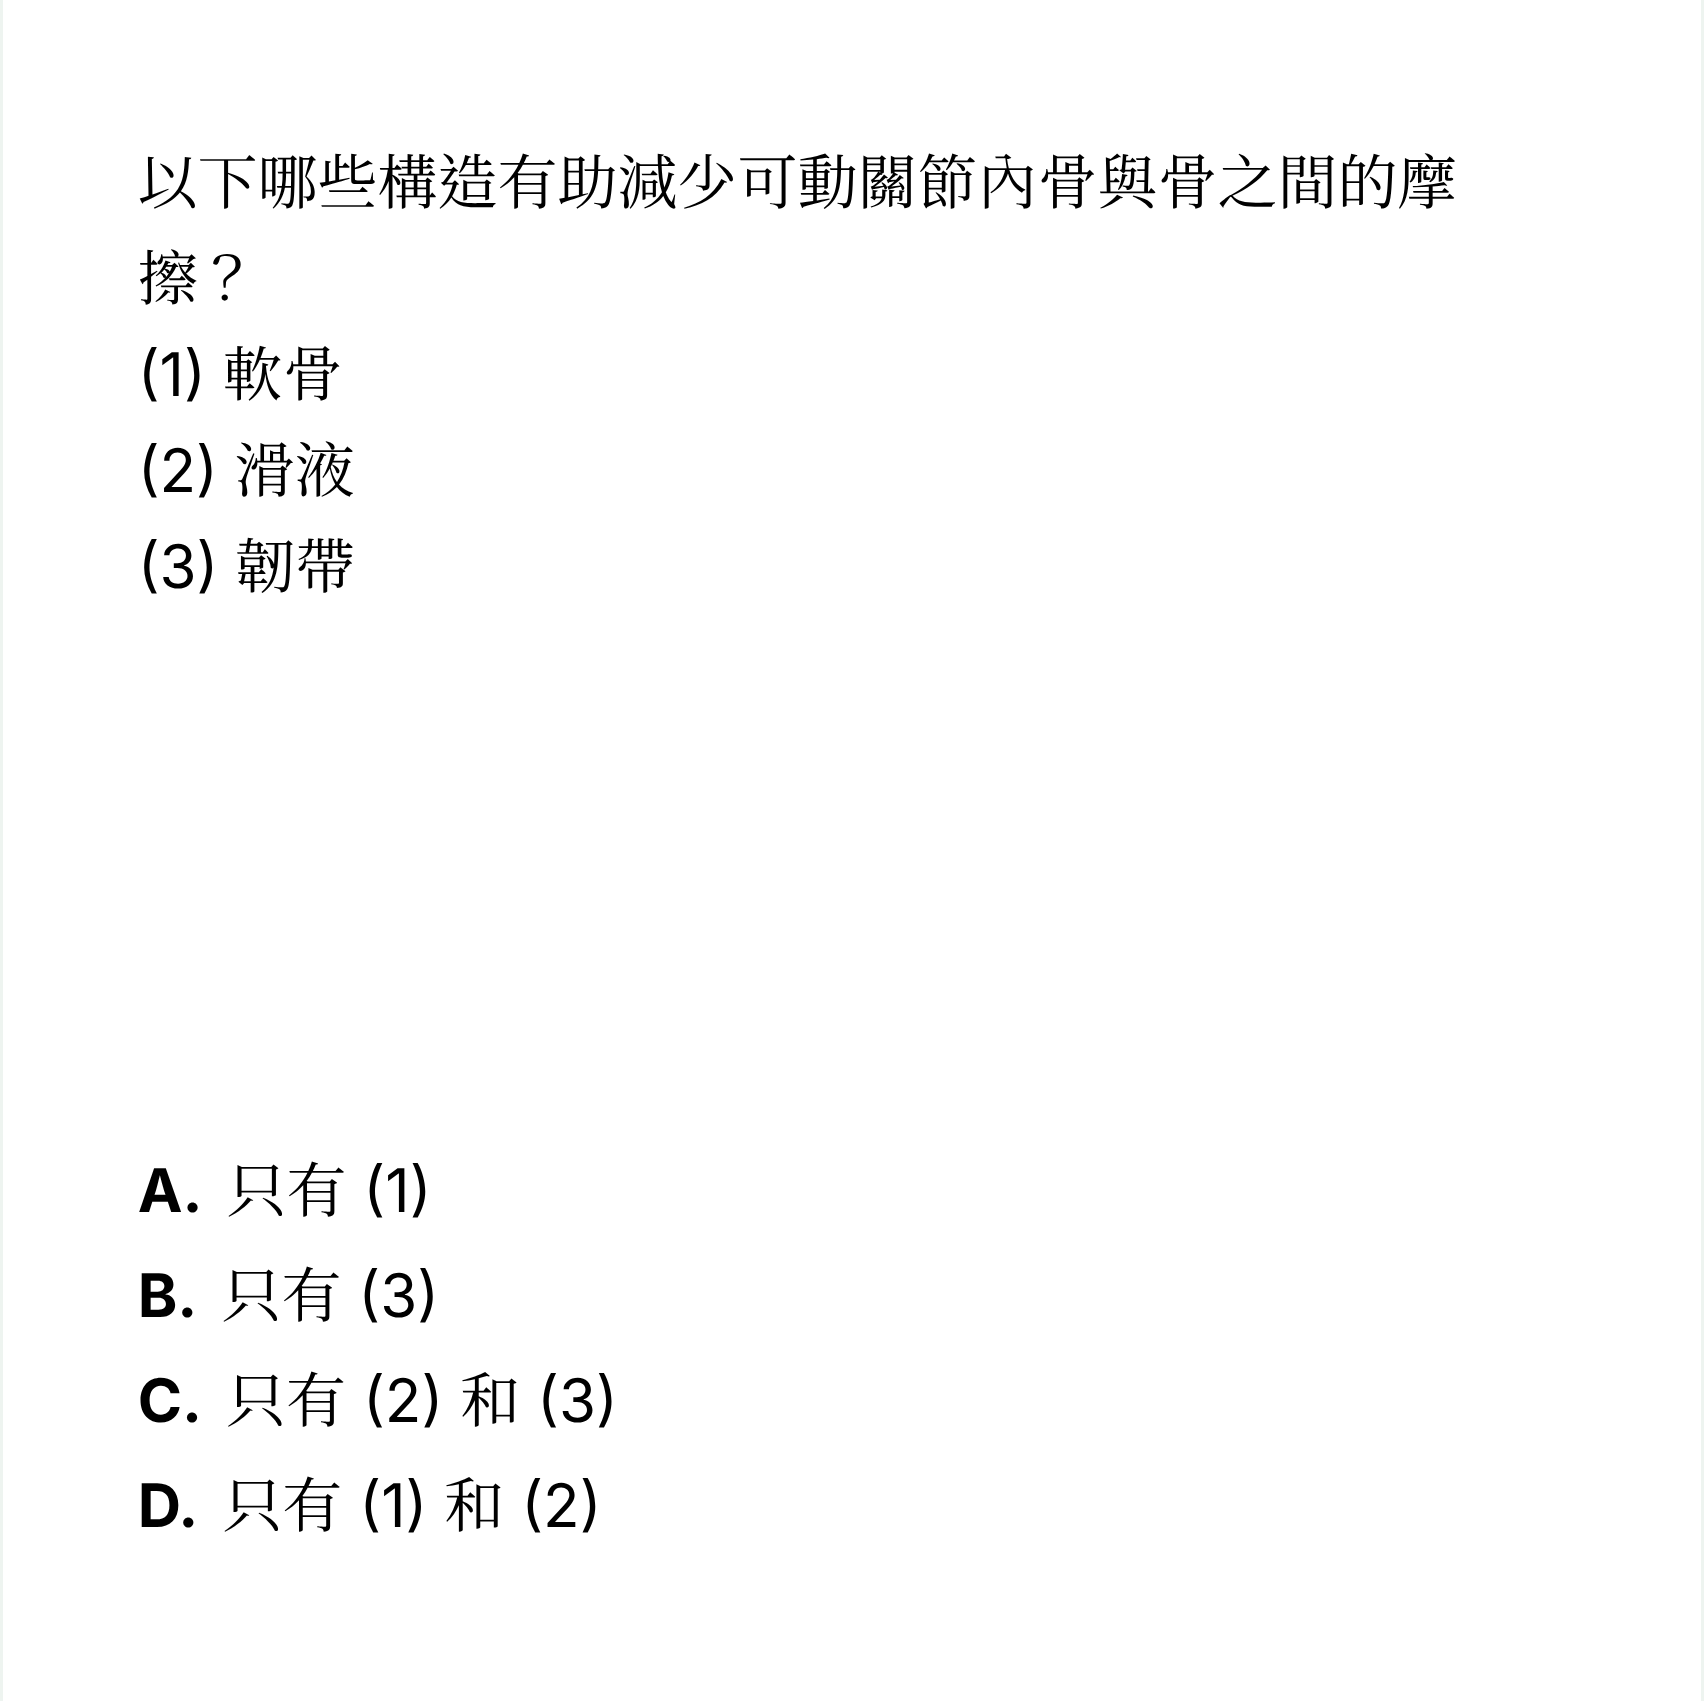 以下哪些構造有助減少可動關節內骨與骨之間的摩
擦？
(1) 軟骨
(2) 滑液
(3) 韌帶
A. 只有 (1)
B. 只有 (3)
C. 只有 (2) 和 (3)
D. 只有 (1) 和 (2)